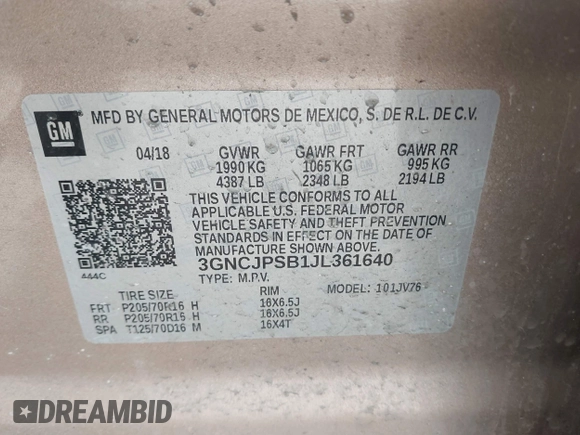 GM
MFD BY GENERAL MOTORS DE MEXICO, S. DE R.L. DE C.V.
04/18 GVWR GAWR FRT GAWR RR
1990 KG 1065 KG 995 KG
4387 LB 2348 LB 2194 LB
THIS VEHICLE CONFORMS TO ALL
APPLICABLE U.S. FEDERAL MOTOR
VEHICLE SAFETY AND THEFT PREVENTION
STANDARDS IN EFFECT ON THE DATE OF
MANUFACTURE SHOWN ABOVE.
444C 3GNCJPSB1JL361640
TYPE: M.P.V.
TIRE SIZE RIM MODEL: 101JV76
FRT P205/70R16 H 16X6.5J
RR P205/70R16 H 16X6.5J
SPA T125/70D16 M 16X4T
DREAMBID